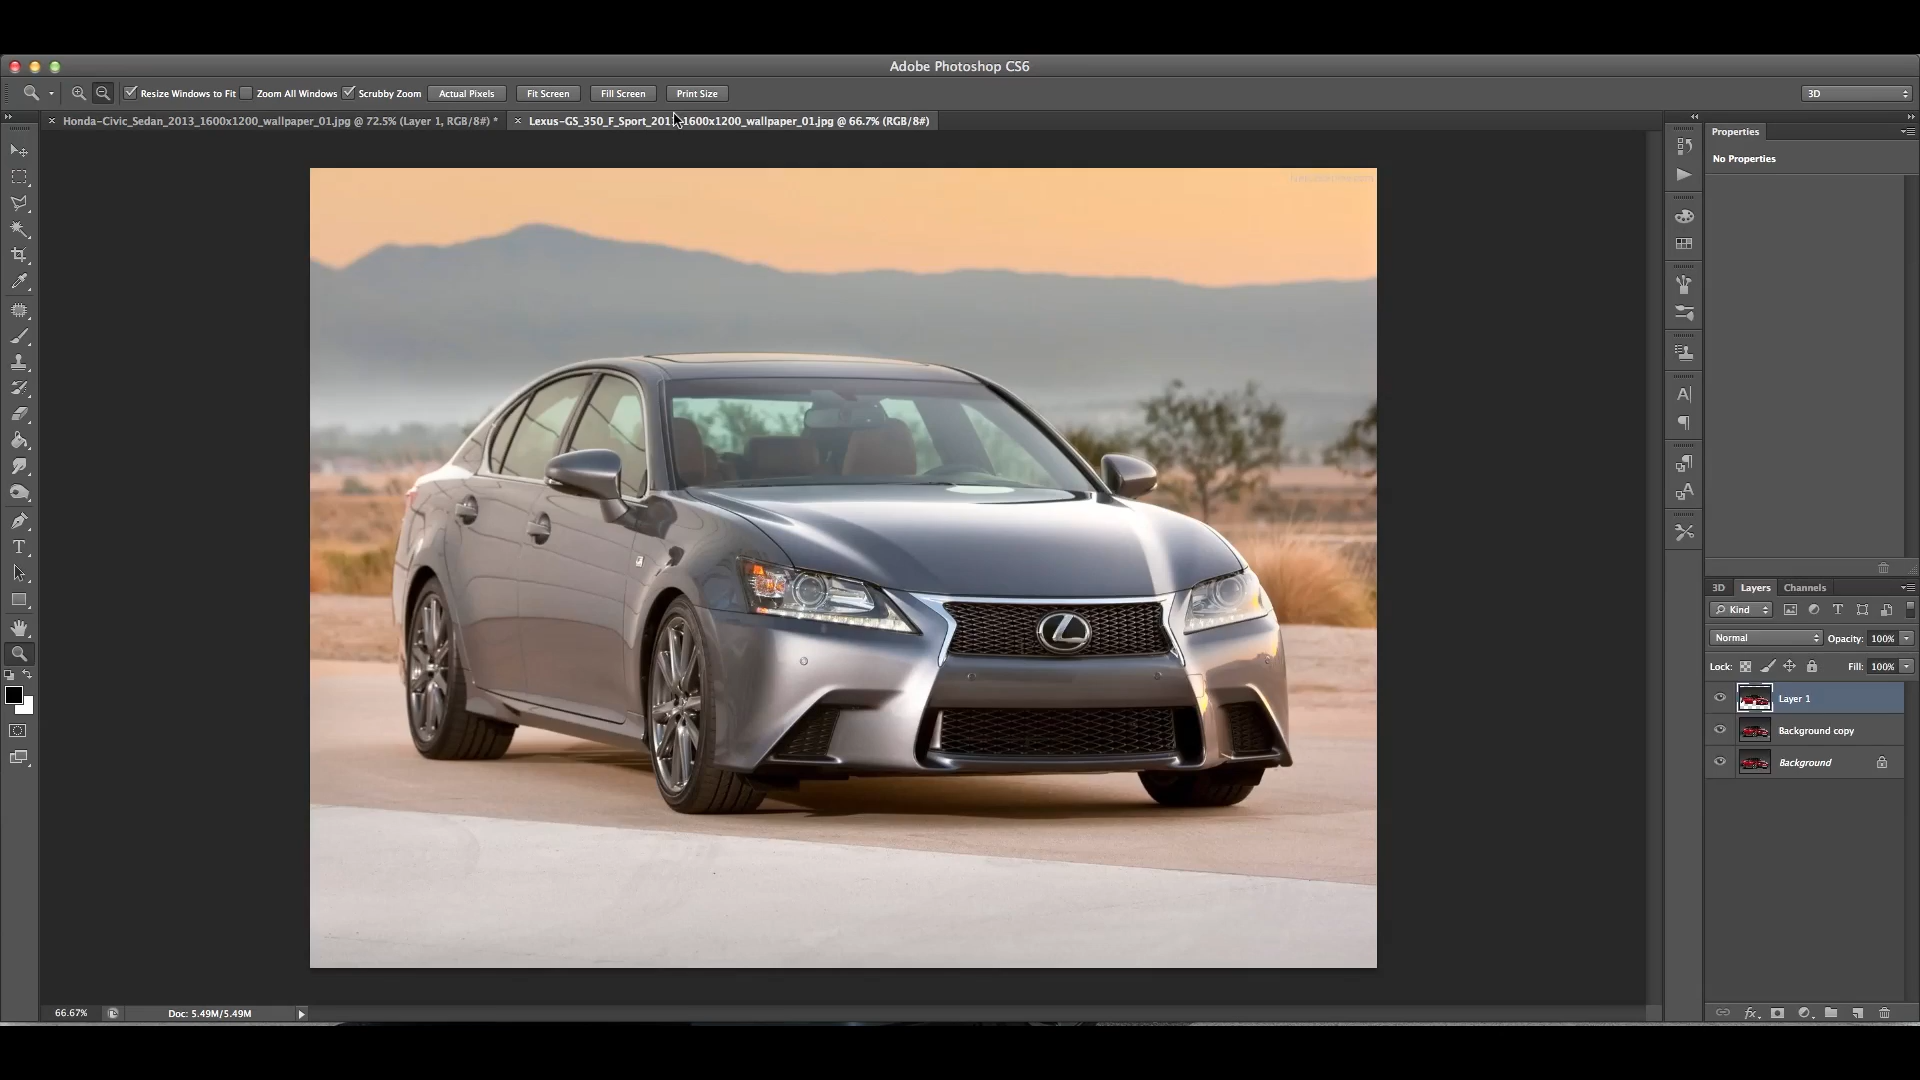 Adobe Photoshop CS6
Resize Windows to Fit Zoom All Windows Scrubby Zoom Actual Pixels Fit Screen Fill Screen Print Size 3D
Honda-Civic_Sedan_2013_1600x1200_wallpaper_01.jpg @ 72.5% (Layer 1, RGB/8#) * Lexus-GS_350_F_Sport_201 1600x1200_wallpaper_01.jpg @ 66.7% (RGB/8#)
Properties
No Properties
3D Layers Channels
Kind
Normal Opacity: 100%
Lock: Fill: 100%
Layer 1
Background copy
Background
66.67% Doc: 5.49M/5.49M